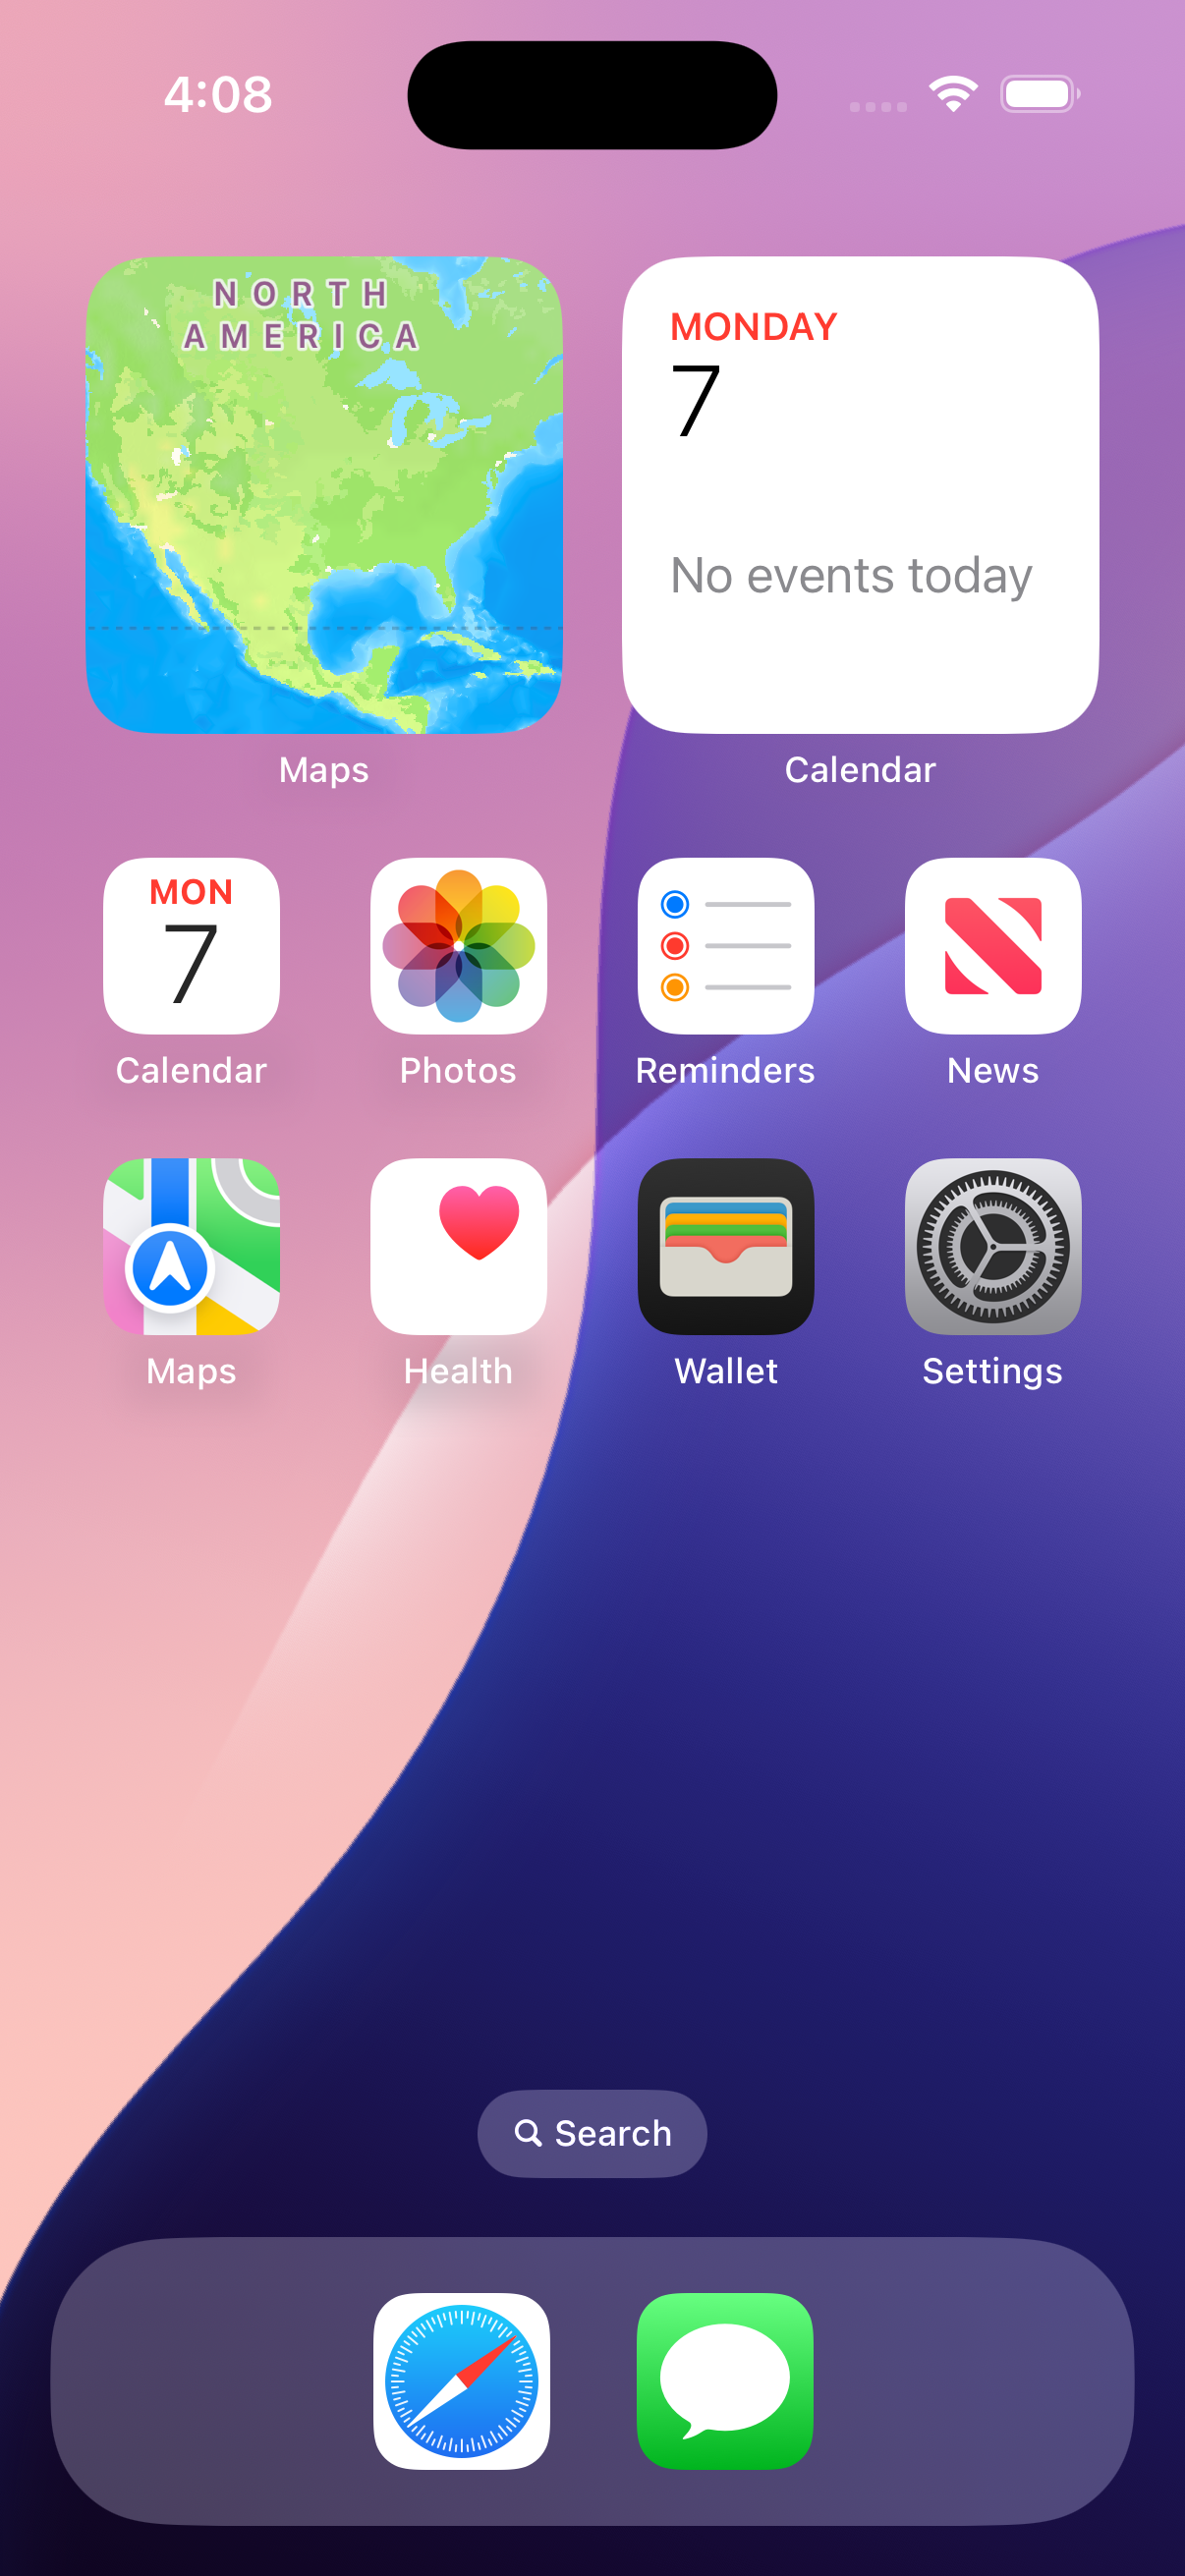 4:08
NORTH
AMERICA
MONDAY
7
No events today
Maps
Calendar
MON
7
Calendar
Photos
Reminders
News
Maps
Health
Wallet
Settings
Search